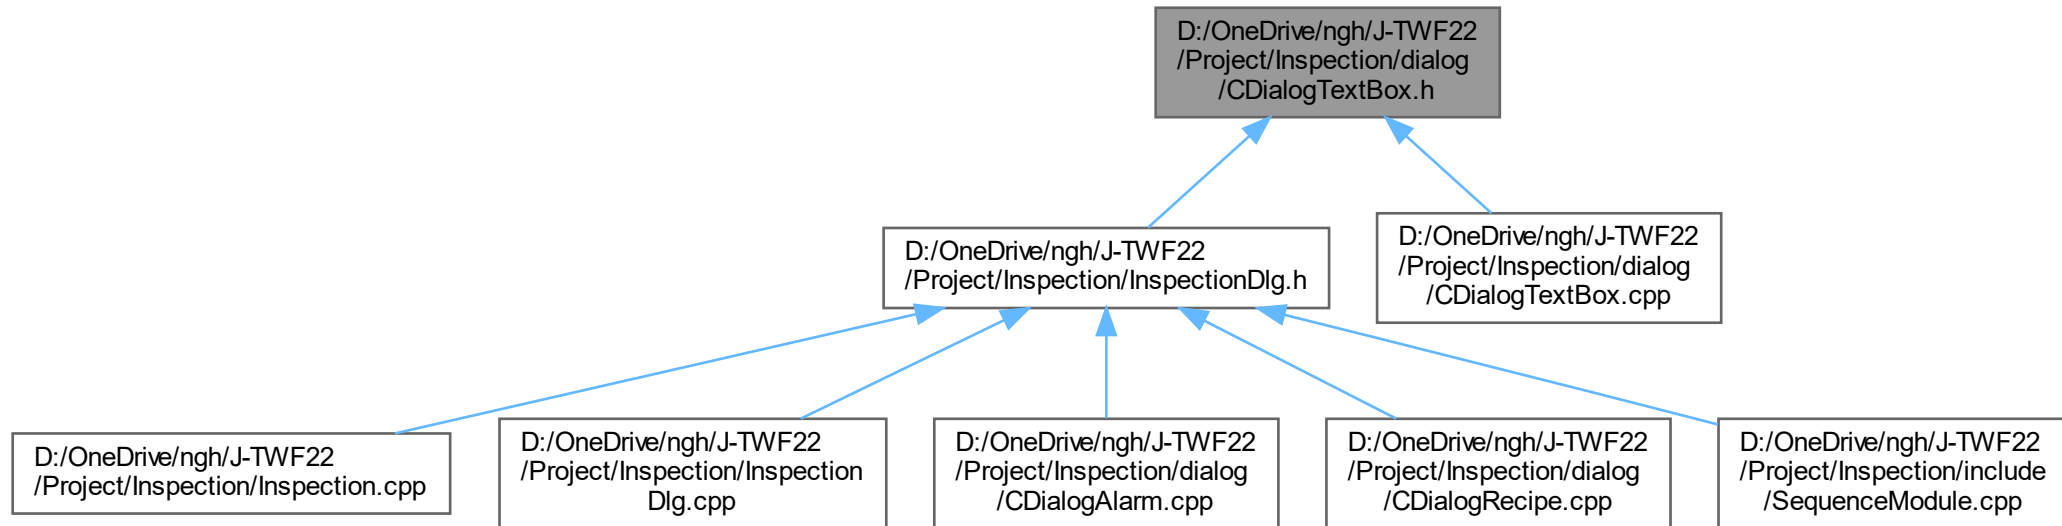 D:/OneDrive/ngh/J-TWF22
/Project/Inspection/dialog
/CDialogTextBox.h
D:/OneDrive/ngh/J-TWF22
/Project/Inspection/InspectionDlg.h
D:/OneDrive/ngh/J-TWF22
/Project/Inspection/dialog
/CDialogTextBox.cpp
D:/OneDrive/ngh/J-TWF22
/Project/Inspection/Inspection.cpp
D:/OneDrive/ngh/J-TWF22
/Project/Inspection/Inspection
Dlg.cpp
D:/OneDrive/ngh/J-TWF22
/Project/Inspection/dialog
/CDialogAlarm.cpp
D:/OneDrive/ngh/J-TWF22
/Project/Inspection/dialog
/CDialogRecipe.cpp
D:/OneDrive/ngh/J-TWF22
/Project/Inspection/include
/SequenceModule.cpp